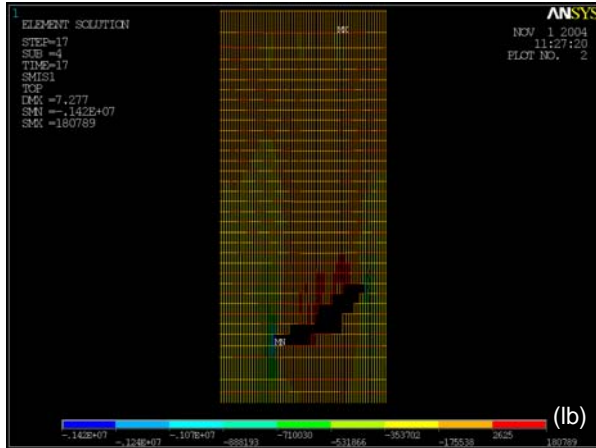 1
ELEMENT SOLUTION
STEP=17
SUB =4
TIME=17
SMIS1
TOP
DMX =7.277
SMN =-.142E+07
SMX =180789
ANSYS
NOV 1 2004
11:27:20
PLOT NO. 2
MX
MN
(lb)
-.142E+07 -.107E+07 -710030 -353702 2625
-.124E+07 -888193 -531866 -175538 180789